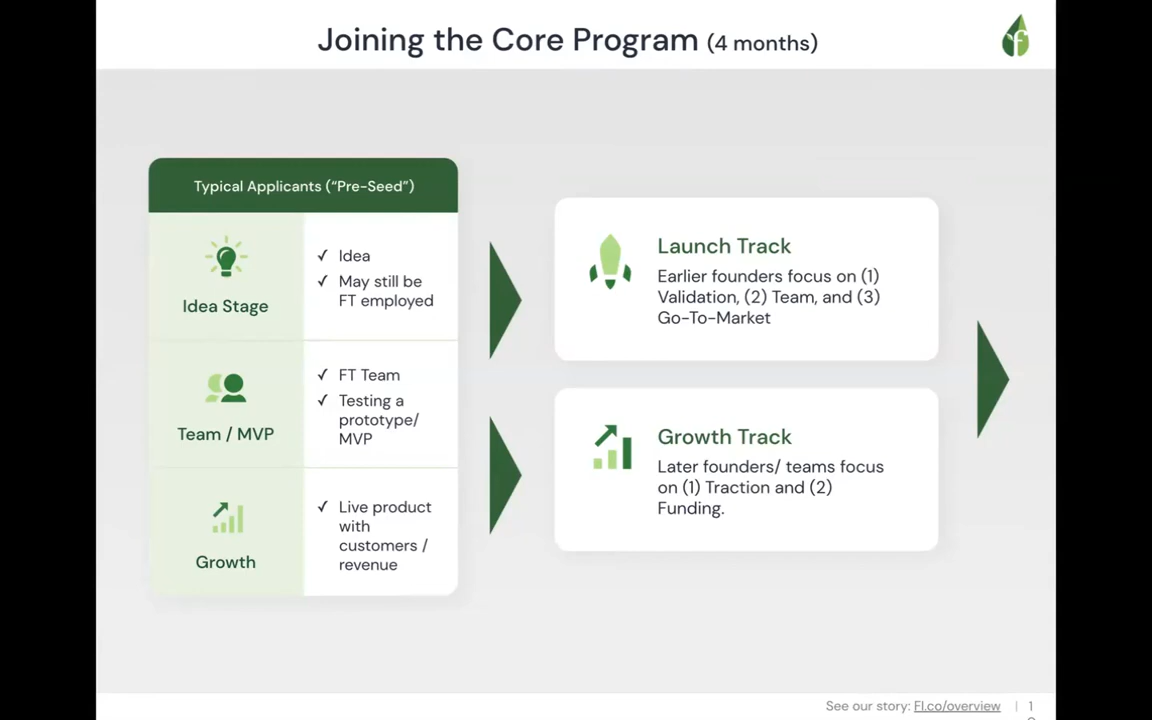 Joining the Core Program (4 months)
Typical Applicants (“Pre-Seed”)
Idea Stage
✓ Idea
✓ May still be
FT employed
Team / MVP
✓ FT Team
✓ Testing a
prototype/
MVP
Growth
✓ Live product
with
customers /
revenue
Launch Track
Earlier founders focus on (1)
Validation, (2) Team, and (3)
Go-To-Market
Growth Track
Later founders/ teams focus
on (1) Traction and (2)
Funding.
See our story: FI.co/overview | 1